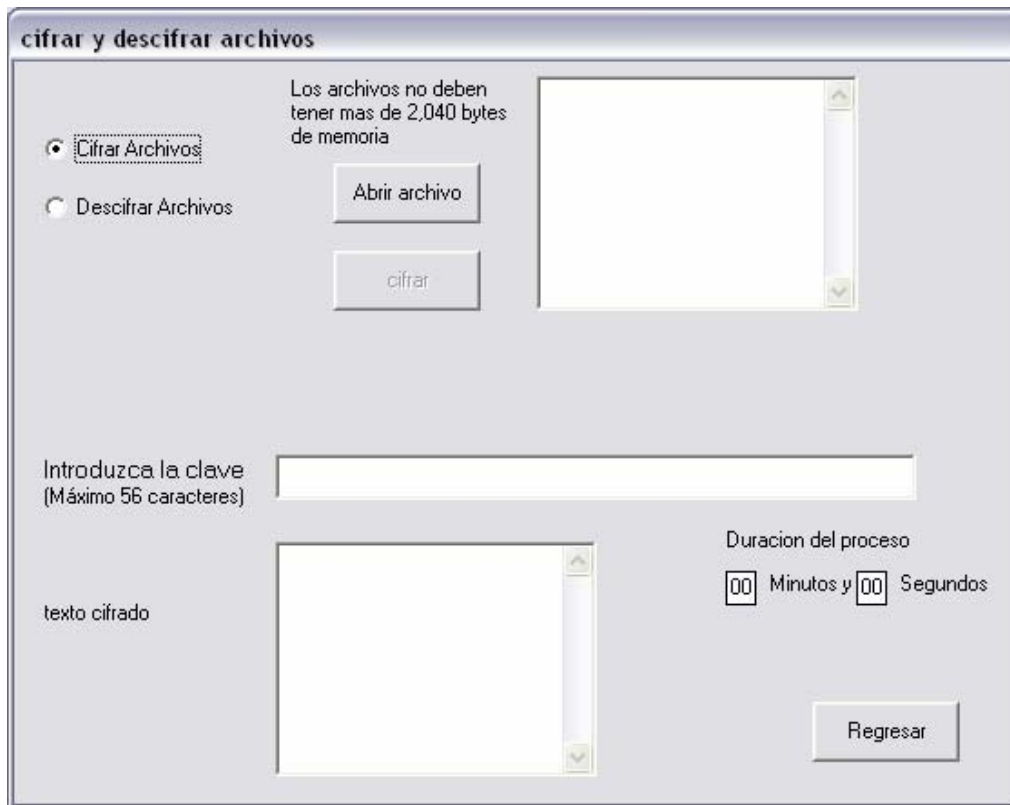 cifrar y descifrar archivos
Los archivos no deben
tener mas de 2,040 bytes
de memoria
Cifrar Archivos
Descifrar Archivos
Abrir archivo
cifrar
Introduzca la clave
(Máximo 56 caracteres)
Duracion del proceso
00 Minutos y 00 Segundos
texto cifrado
Regresar